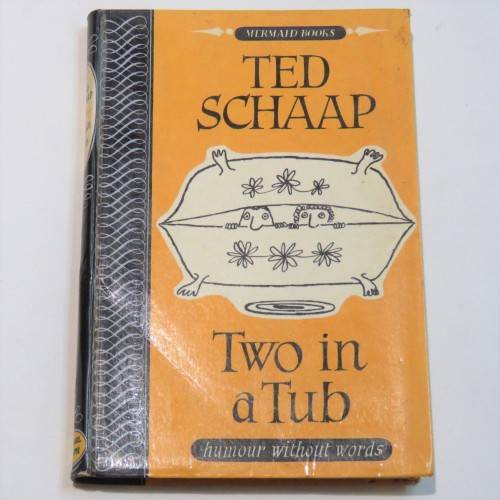 MERMAID BOOKS
TED
SCHAAP
Two in
a Tub
humour without words